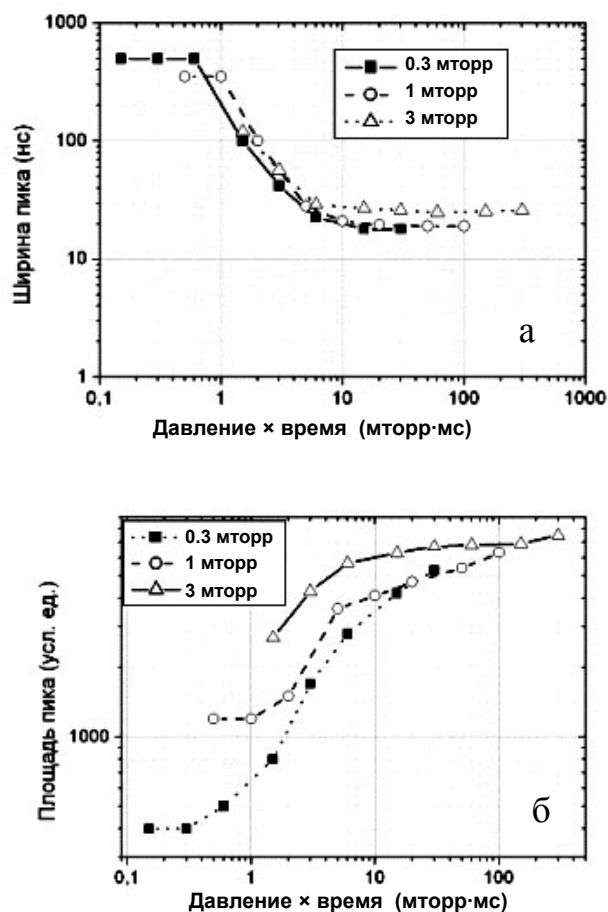 1000
100
10
1
Ширина пика (нс)
0.3 мторр
1 мторр
3 мторр
а
0,1
1
10
100
1000
Давление × время (мторр·мс)
0.3 мторр
1 мторр
3 мторр
1000
Площадь пика (усл. ед.)
б
0,1
1
10
100
Давление × время (мторр·мс)